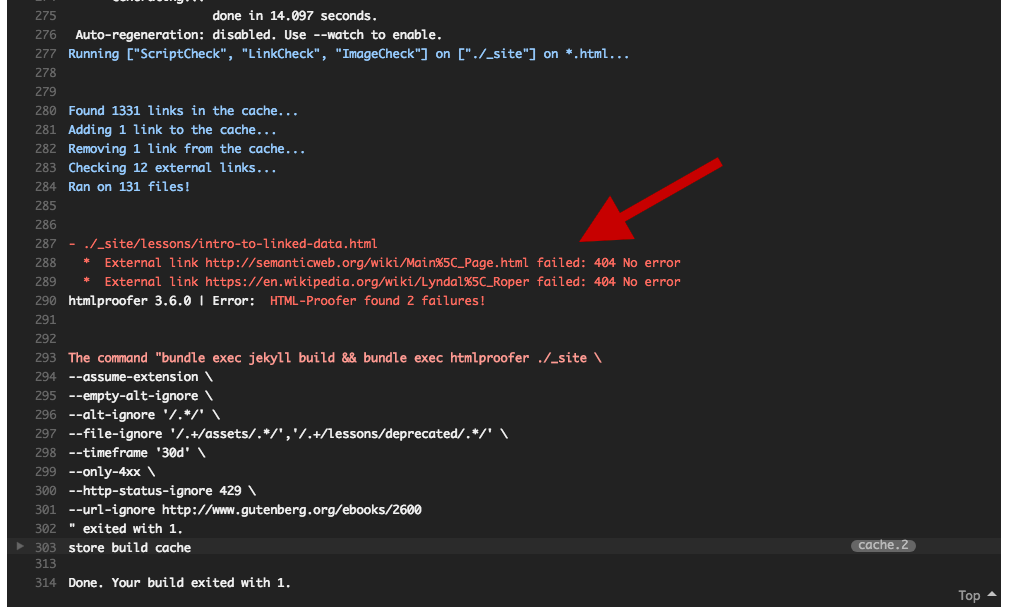 275 done in 14.097 seconds.
276 Auto-regeneration: disabled. Use --watch to enable.
277 Running ["ScriptCheck", "LinkCheck", "ImageCheck"] on ["./_site"] on *.html...
278
279
280 Found 1331 links in the cache...
281 Adding 1 link to the cache...
282 Removing 1 link from the cache...
283 Checking 12 external links...
284 Ran on 131 files!
285
286
287 - ./_site/lessons/intro-to-linked-data.html
288 * External link http://semanticweb.org/wiki/Main%5C_Page.html failed: 404 No error
289 * External link https://en.wikipedia.org/wiki/Lyndal%5C_Roper failed: 404 No error
290 htmlproofer 3.6.0 | Error: HTML-Proofer found 2 failures!
291
292
293 The command "bundle exec jekyll build && bundle exec htmlproofer ./_site \
294 --assume-extension \
295 --empty-alt-ignore \
296 --alt-ignore '/.*/' \
297 --file-ignore '/.+/assets/.*/','/.+/lessons/deprecated/.*/' \
298 --timeframe '30d' \
299 --only-4xx \
300 --http-status-ignore 429 \
301 --url-ignore http://www.gutenberg.org/ebooks/2600
302 " exited with 1.
303 store build cache cache.2
313
314 Done. Your build exited with 1.
Top